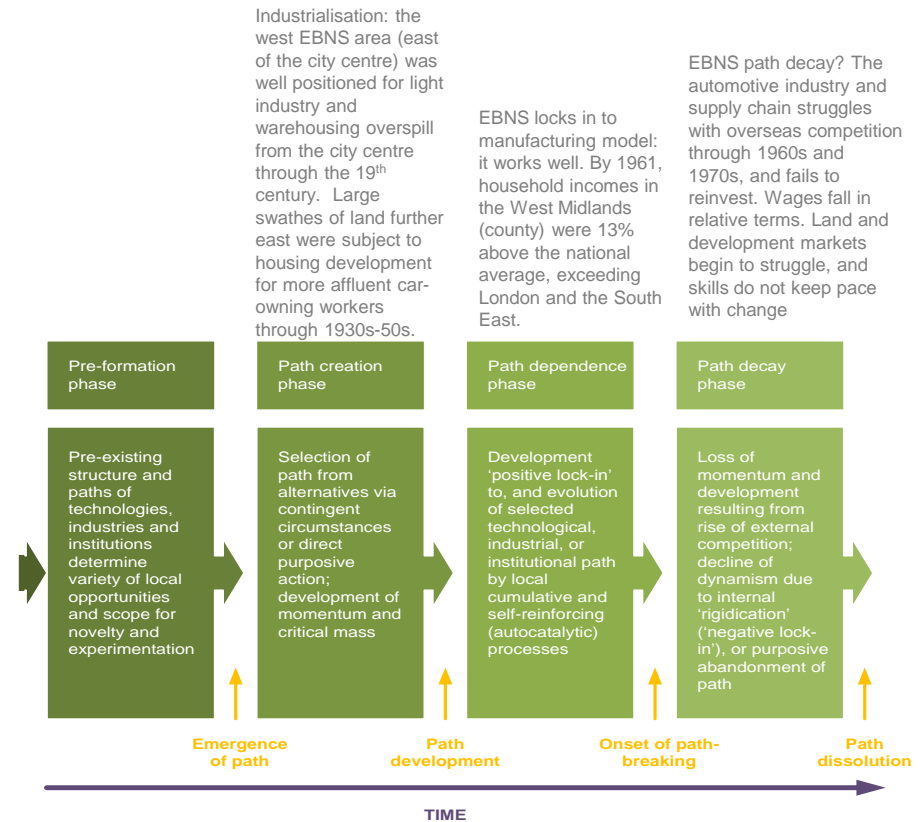 Industrialisation: the
west EBNS area (east
of the city centre) was
well positioned for light
industry and
warehousing overspill
from the city centre
through the 19th
century.  Large
swathes of land further
east were subject to
housing development
for more affluent car-
owning workers
through 1930s-50s.
EBNS locks in to
manufacturing model:
it works well. By 1961,
household incomes in
the West Midlands
(county) were 13%
above the national
average, exceeding
London and the South
East.
EBNS path decay? The
automotive industry and
supply chain struggles
with overseas competition
through 1960s and
1970s, and fails to
reinvest. Wages fall in
relative terms. Land and
development markets
begin to struggle, and
skills do not keep pace
with change
Pre-formation
phase
Path creation
phase
Path dependence
phase
Path decay
phase
Pre-existing
structure and
paths of
technologies,
industries and
institutions
determine
variety of local
opportunities
and scope for
novelty and
experimentation
Selection of
path from
alternatives via
contingent
circumstances
or direct
purposive
action;
development of
momentum and
critical mass
Development
‘positive lock-in’
to, and evolution
of selected
technological,
industrial, or
institutional path
by local
cumulative and
self-reinforcing
(autocatalytic)
processes
Loss of
momentum and
development
resulting from
rise of external
competition;
decline of
dynamism due
to internal
‘rigidication’
(‘negative lock-
in’), or purposive
abandonment of
path
Emergence
of path
Path
development
Onset of path-
breaking
Path
dissolution
TIME